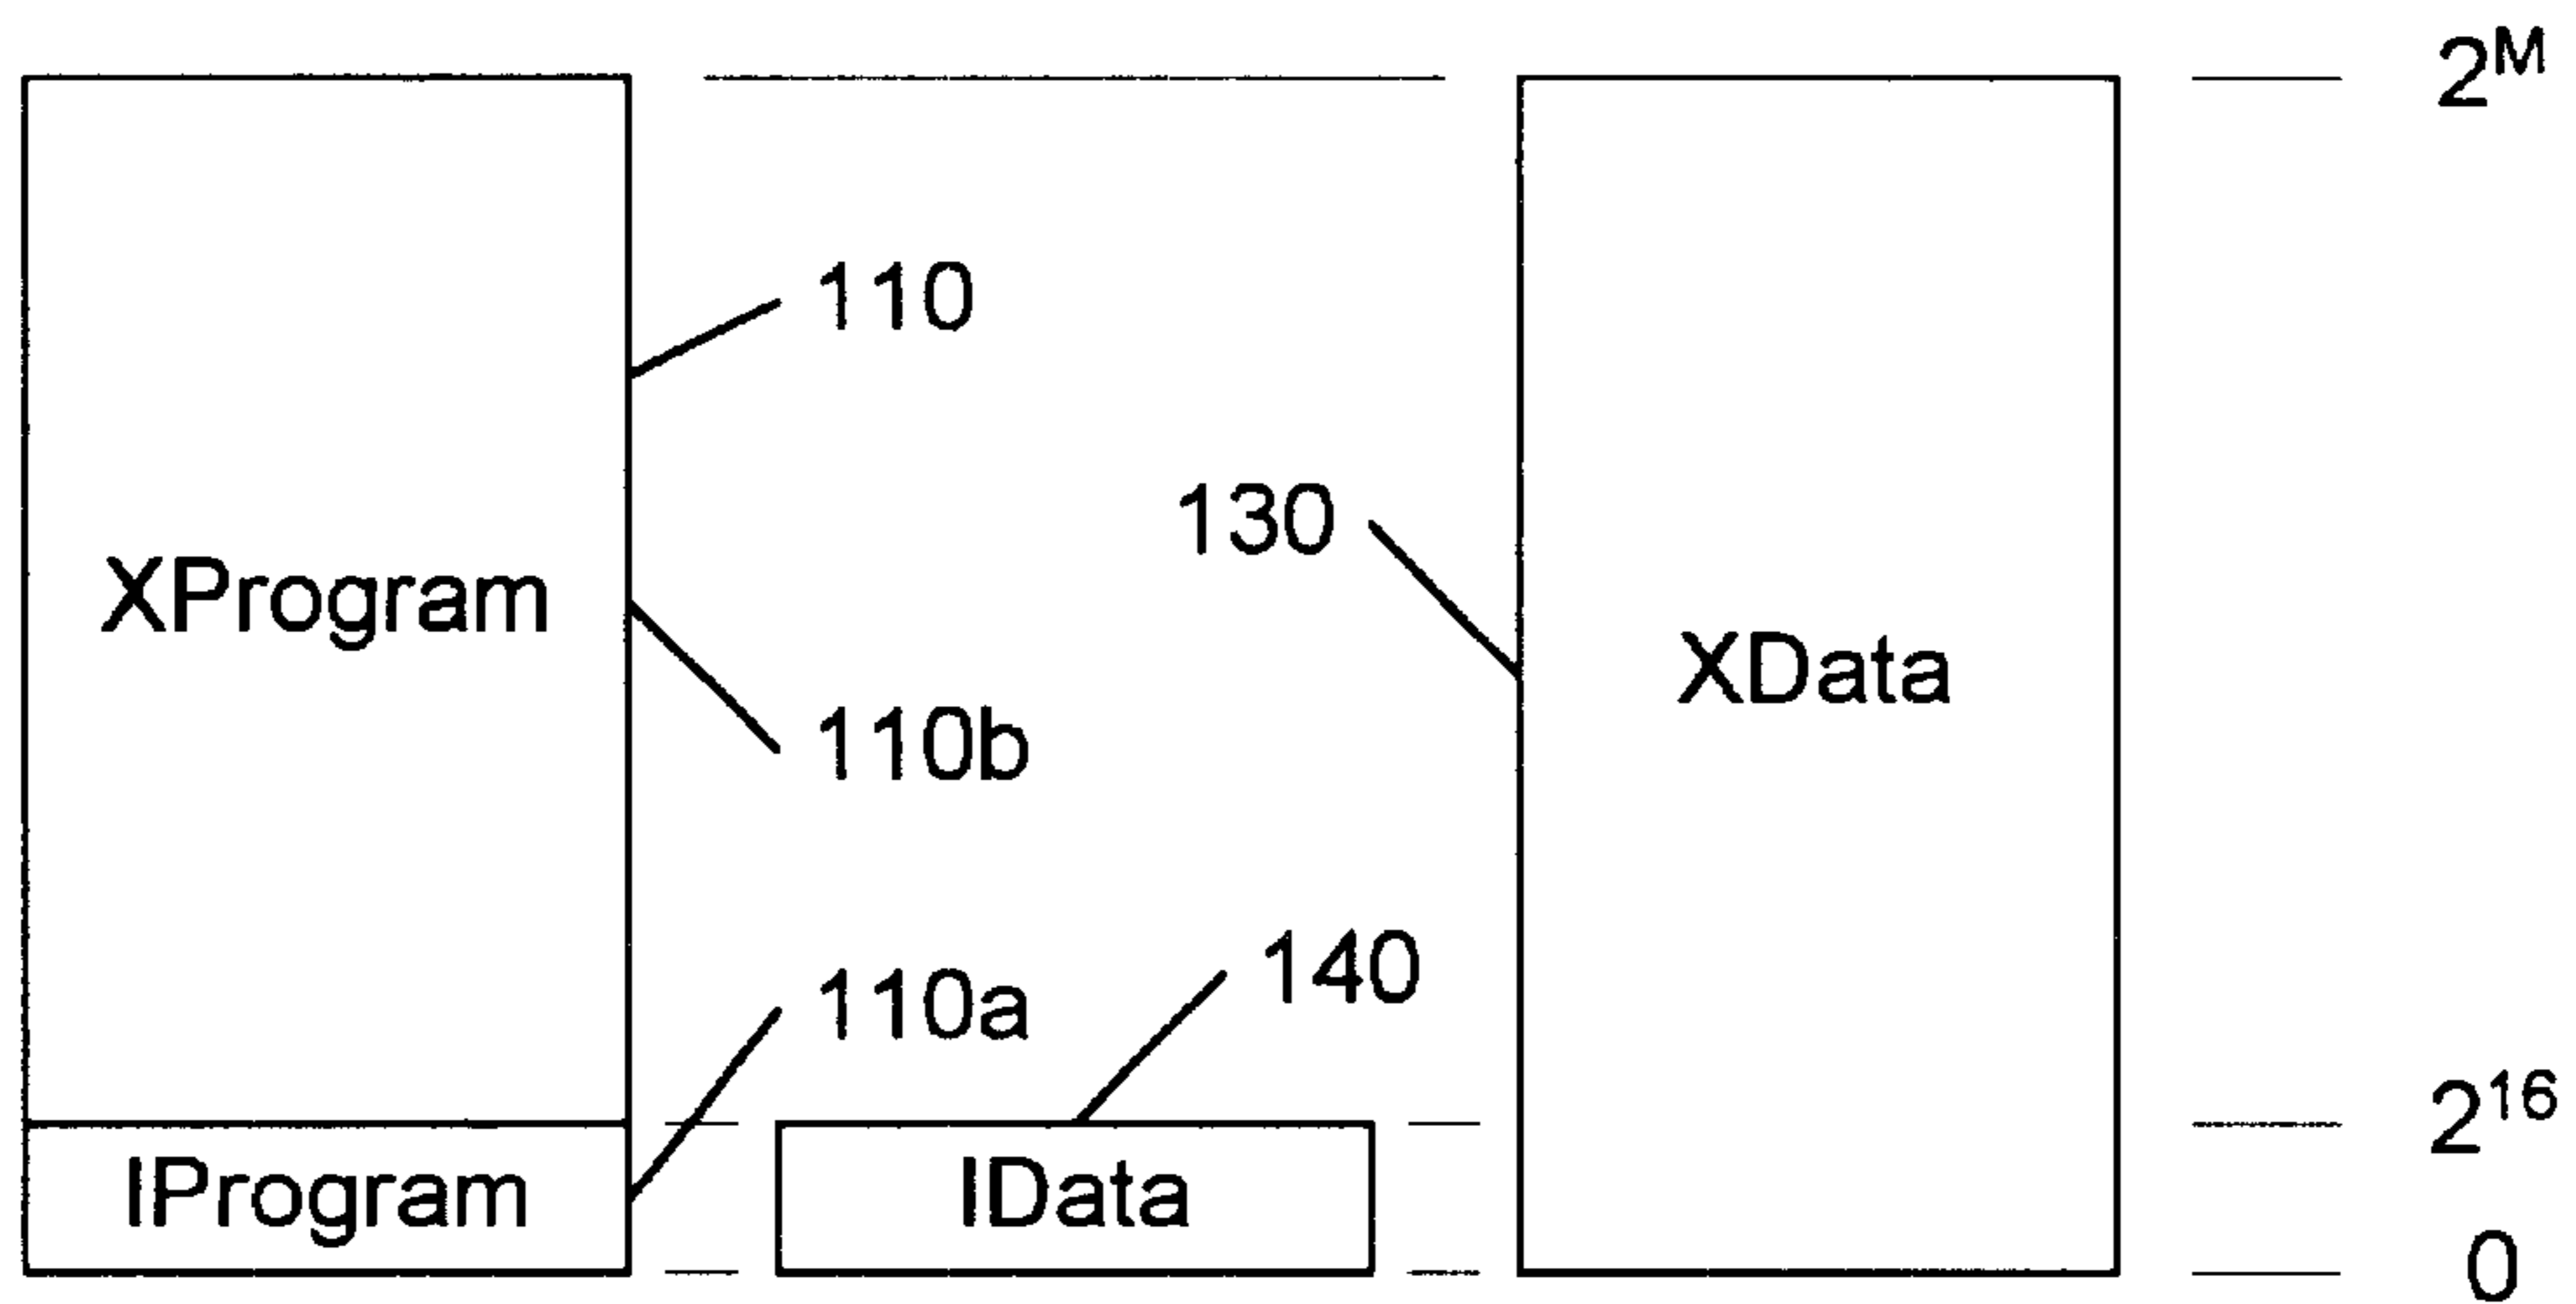 2ᴹ
110
130
XProgram
XData
110b
140
110a
2¹⁶
IProgram
IData
0